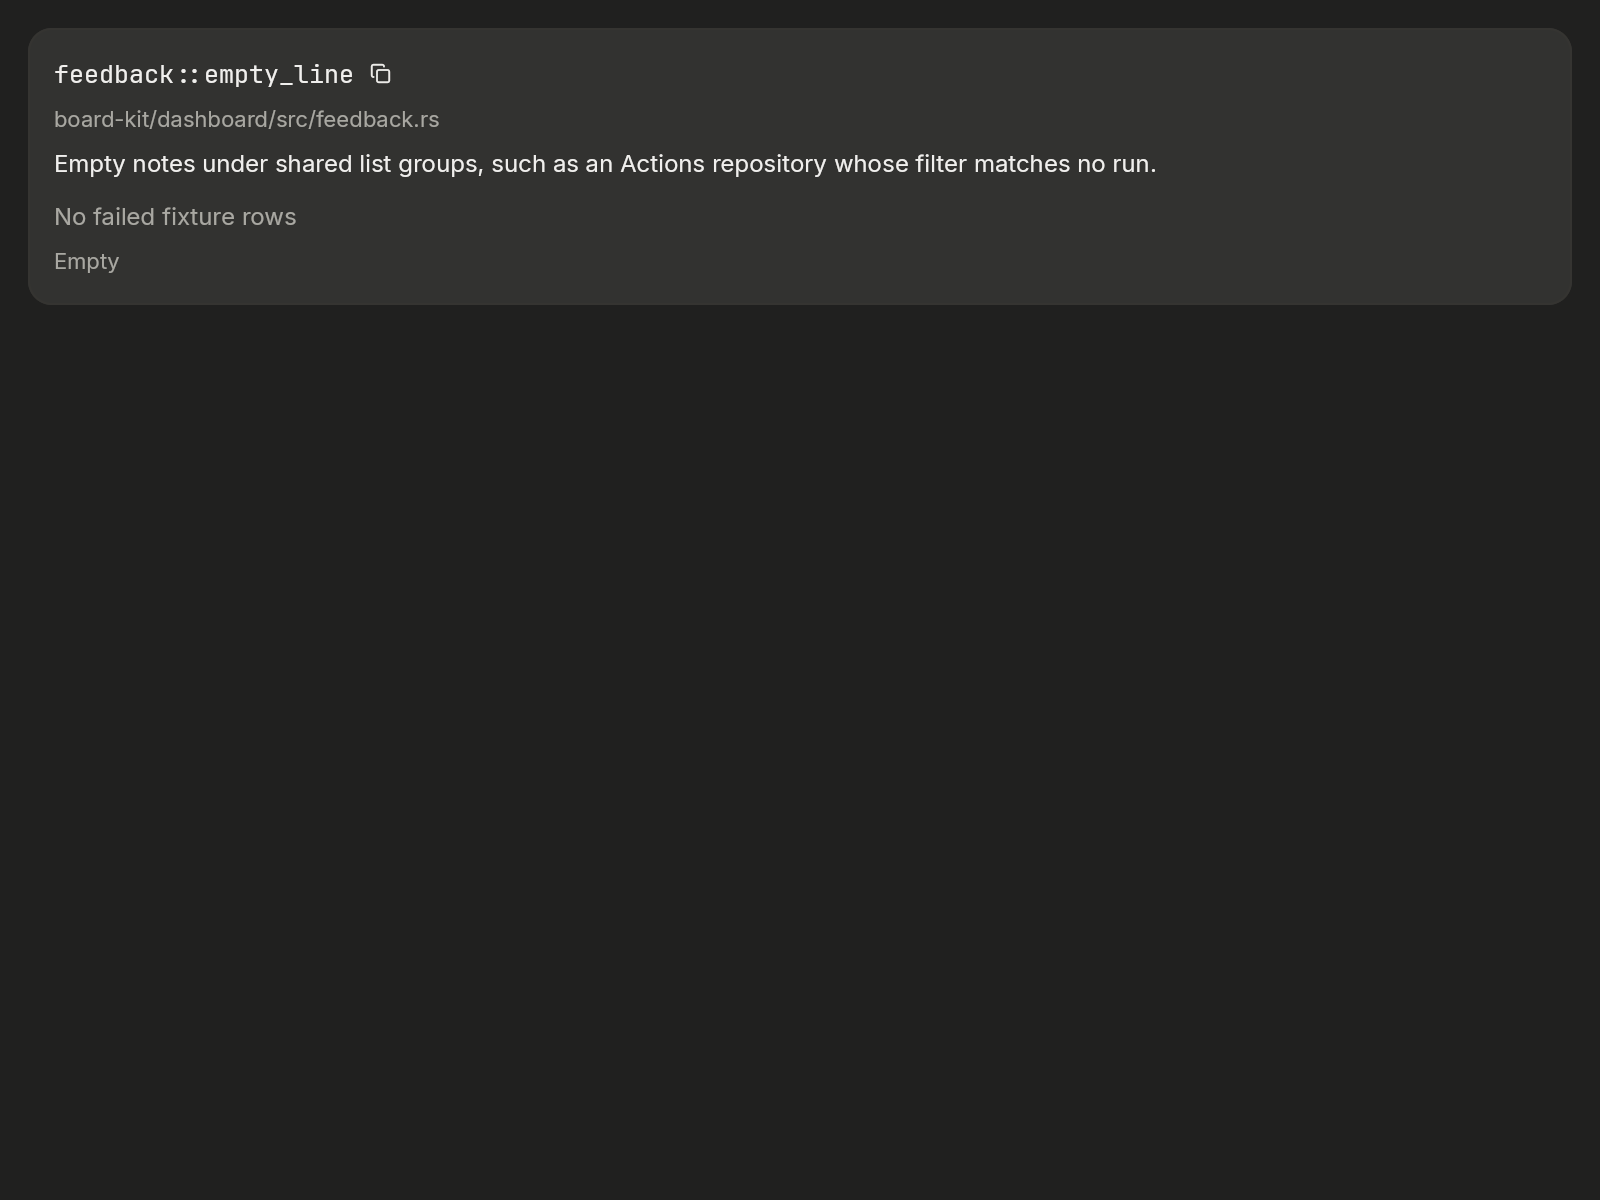 feedback::empty_line
board-kit/dashboard/src/feedback.rs
Empty notes under shared list groups, such as an Actions repository whose filter matches no run.
No failed fixture rows
Empty